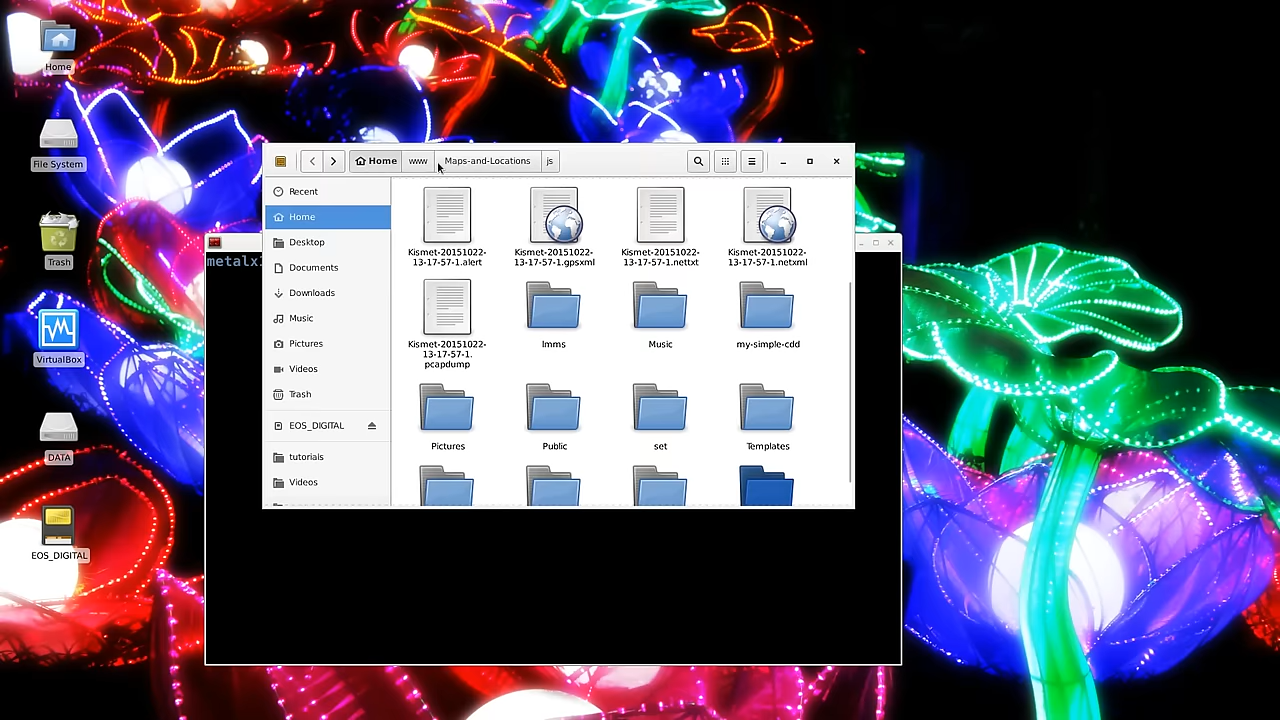 Home
File System
Trash
VirtualBox
DATA
EOS_DIGITAL
Home
www
Maps-and-Locations
js
Recent
Home
Desktop
Documents
Downloads
Music
Pictures
Videos
Trash
EOS_DIGITAL
tutorials
Videos
Kismet-20151022-
13-17-57-1.alert
Kismet-20151022-
13-17-57-1.gpsxml
Kismet-20151022-
13-17-57-1.nettxt
Kismet-20151022-
13-17-57-1.netxml
Kismet-20151022-
13-17-57-1.
pcapdump
lmms
Music
my-simple-cdd
Pictures
Public
set
Templates